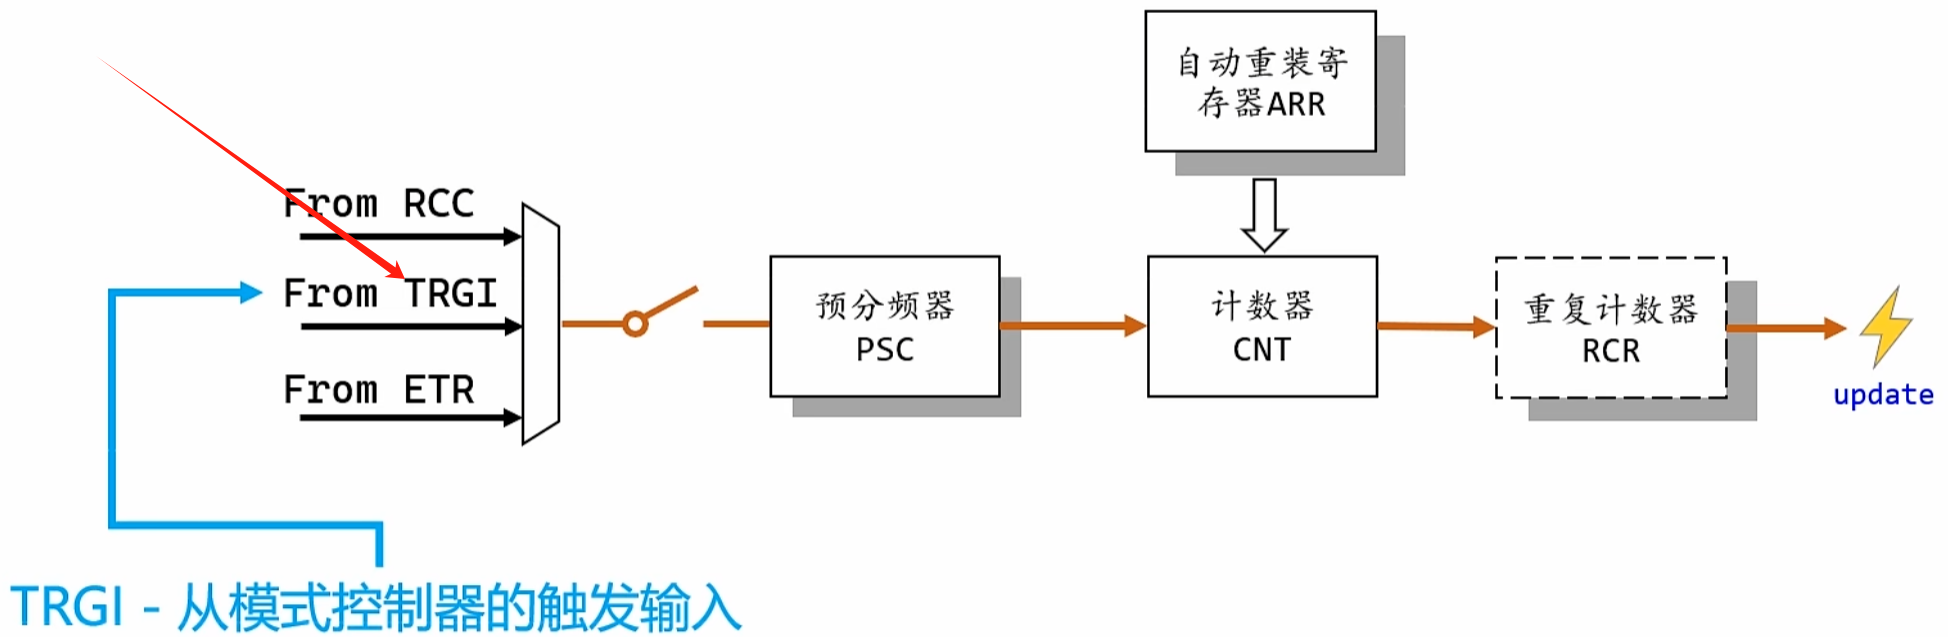 自动重装寄
存器ARR
From RCC
From TRGI
From ETR
预分频器
PSC
计数器
CNT
重复计数器
RCR
update
TRGI - 从模式控制器的触发输入